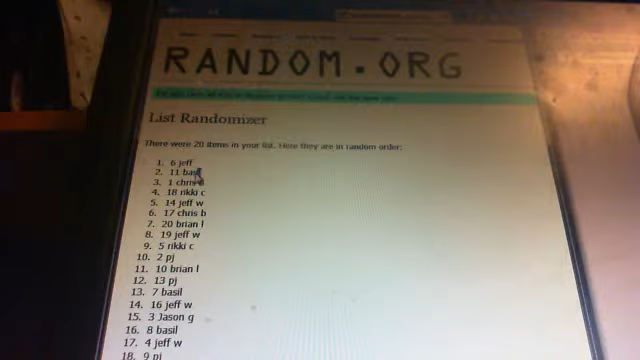 RANDOM.ORG
List Randomizer
There were 20 items in your list. Here they are in random order:
1. 6 jeff
2. 11 basil
3. 1 chris b
4. 18 rikki c
5. 14 jeff w
6. 17 chris b
7. 20 brian l
8. 19 jeff w
9. 5 rikki c
10. 2 pj
11. 10 brian l
12. 13 pj
13. 7 basil
14. 16 jeff w
15. 3 Jason g
16. 8 basil
17. 4 jeff w
18. 9 pj